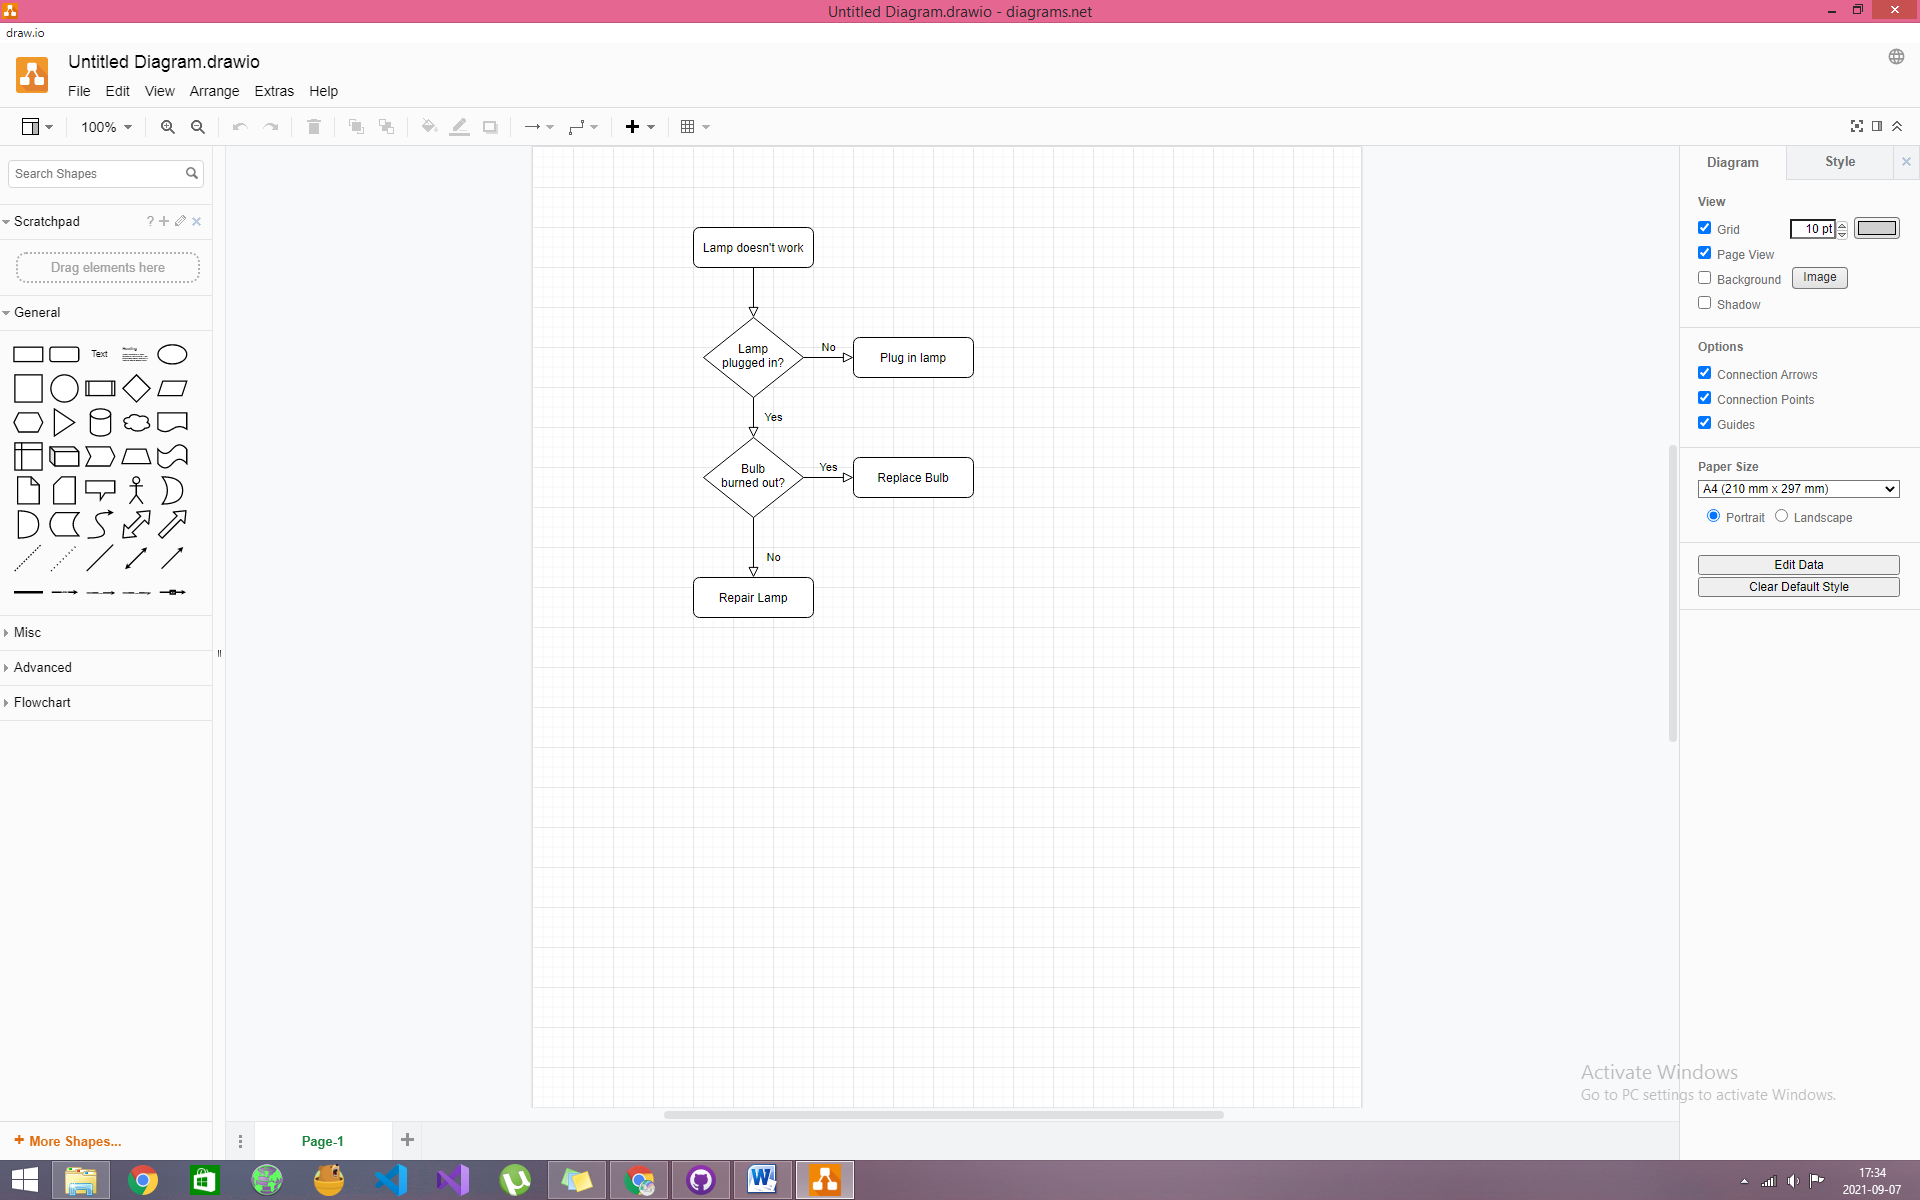 Untitled Diagram.drawio - diagrams.net
draw.io
Untitled Diagram.drawio
File Edit View Arrange Extras Help
100%
Search Shapes
Scratchpad
?
Drag elements here
General
Text
Misc
Advanced
Flowchart
More Shapes...
Lamp doesn't work
Lamp
plugged in?
No
Plug in lamp
Yes
Bulb
burned out?
Yes
Replace Bulb
No
Repair Lamp
Page-1
Diagram Style
View
Grid 10 pt
Page View
Background Image
Shadow
Options
Connection Arrows
Connection Points
Guides
Paper Size
A4 (210 mm x 297 mm)
Portrait Landscape
Edit Data
Clear Default Style
Activate Windows
Go to PC settings to activate Windows.
17:34
2021-09-07